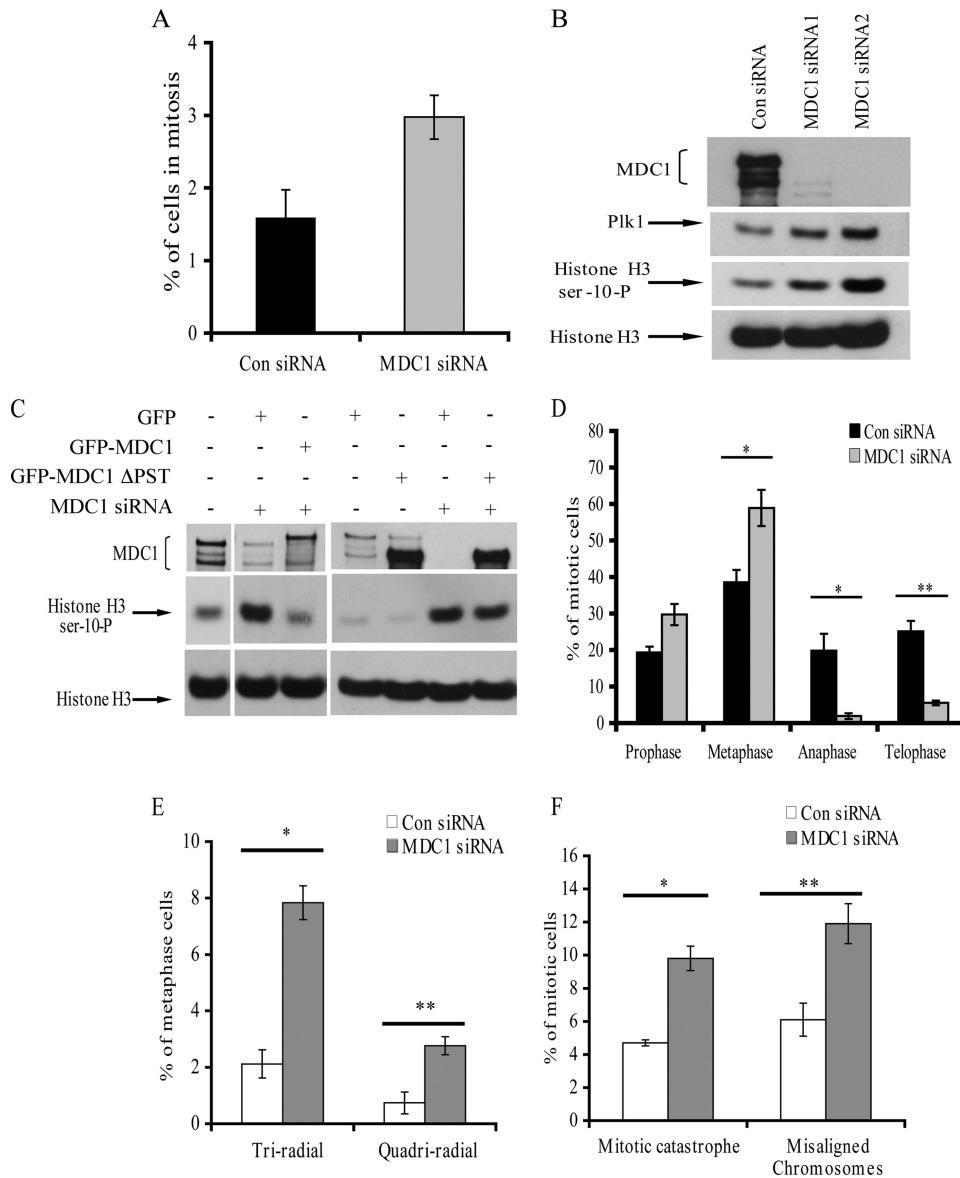 A
% of cells in mitosis
4
3
2
1
0
Con siRNA
MDC1 siRNA
B
Con siRNA
MDC1 siRNA1
MDC1 siRNA2
MDC1
Plk1
Histone H3
ser-10-P
Histone H3
C
GFP - + - + - + -
GFP-MDC1 - - + - - - -
GFP-MDC1 ΔPST - - - - + - +
MDC1 siRNA - + + - - + +
MDC1
Histone H3
ser-10-P
Histone H3
D
Con siRNA
MDC1 siRNA
% of mitotic cells
80
70
60
50
40
30
20
10
0
*
*
**
Prophase
Metaphase
Anaphase
Telophase
E
Con siRNA
MDC1 siRNA
% of metaphase cells
10
8
6
4
2
0
*
**
Tri-radial
Quadri-radial
F
Con siRNA
MDC1 siRNA
% of mitotic cells
16
14
12
10
8
6
4
2
0
*
**
Mitotic catastrophe
Misaligned
Chromosomes